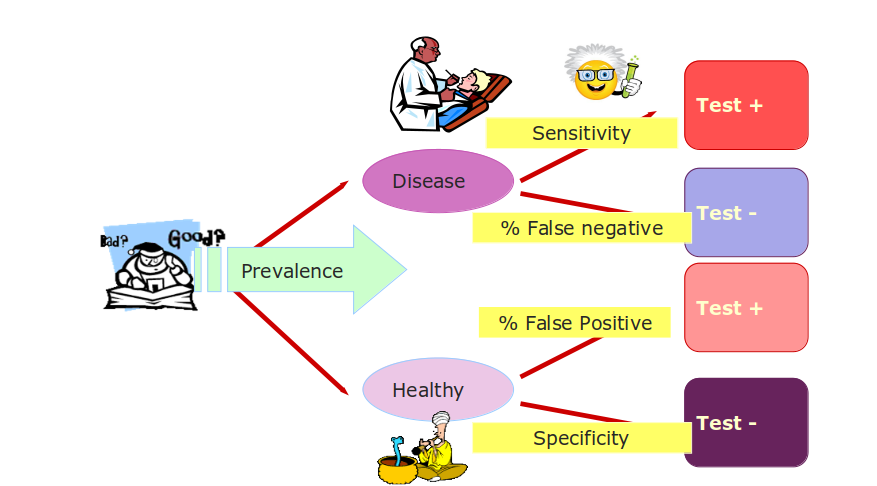 Sensitivity
Test +
Disease
Test -
% False negative
Bad?
Good?
Prevalence
Test +
% False Positive
Healthy
Test -
Specificity